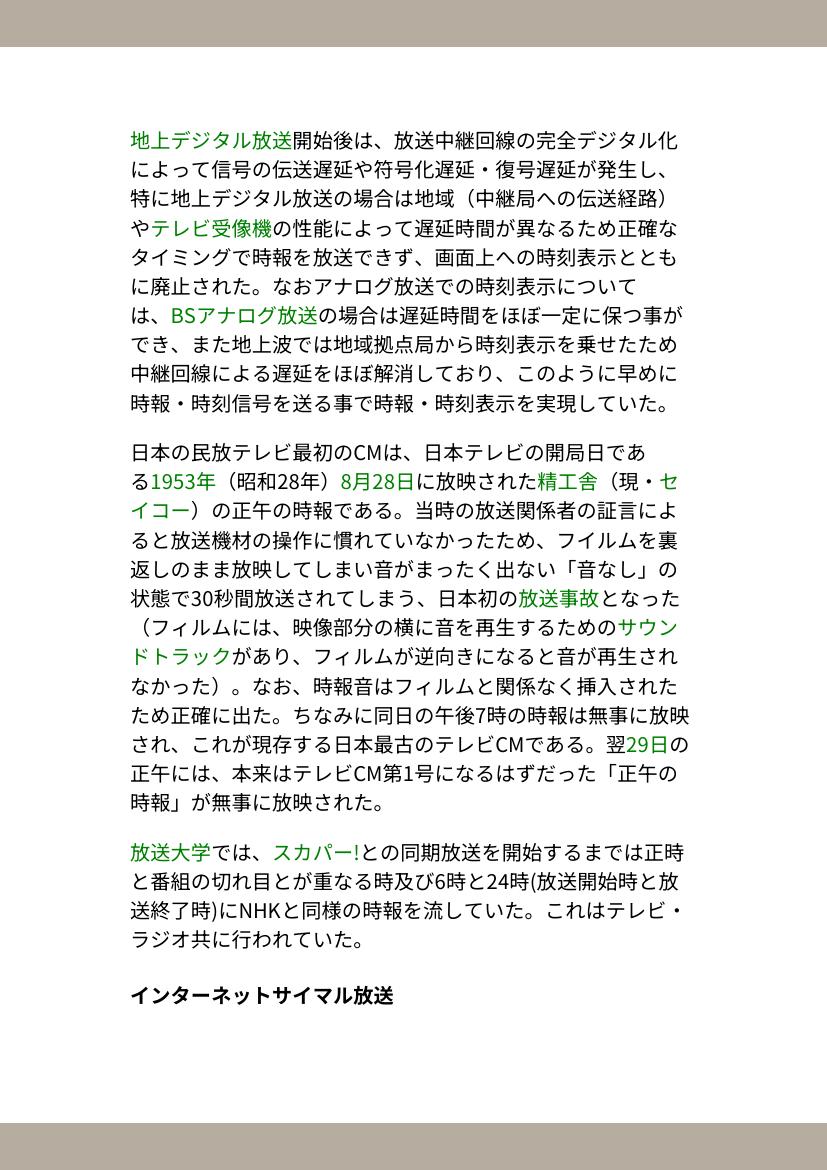 地上デジタル放送開始後は、放送中継回線の完全デジタル化
によって信号の伝送遅延や符号化遅延・復号遅延が発生し、
特に地上デジタル放送の場合は地域（中継局への伝送経路）
やテレビ受像機の性能によって遅延時間が異なるため正確な
タイミングで時報を放送できず、画面上への時刻表示ととも
に廃止された。なおアナログ放送での時刻表示について
は、BSアナログ放送の場合は遅延時間をほぼ一定に保つ事が
でき、また地上波では地域拠点局から時刻表示を乗せたため
中継回線による遅延をほぼ解消しており、このように早めに
時報・時刻信号を送る事で時報・時刻表示を実現していた。
日本の民放テレビ最初のCMは、日本テレビの開局日であ
る1953年（昭和28年）8月28日に放映された精工舎（現・セ
イコー）の正午の時報である。当時の放送関係者の証言によ
ると放送機材の操作に慣れていなかったため、フイルムを裏
返しのまま放映してしまい音がまったく出ない「音なし」の
状態で30秒間放送されてしまう、日本初の放送事故となった
（フィルムには、映像部分の横に音を再生するためのサウン
ドトラックがあり、フィルムが逆向きになると音が再生され
なかった）。なお、時報音はフィルムと関係なく挿入された
ため正確に出た。ちなみに同日の午後7時の時報は無事に放映
され、これが現存する日本最古のテレビCMである。翌29日の
正午には、本来はテレビCM第1号になるはずだった「正午の
時報」が無事に放映された。
放送大学では、スカパー!との同期放送を開始するまでは正時
と番組の切れ目とが重なる時及び6時と24時(放送開始時と放
送終了時)にNHKと同様の時報を流していた。これはテレビ・
ラジオ共に行われていた。
インターネットサイマル放送